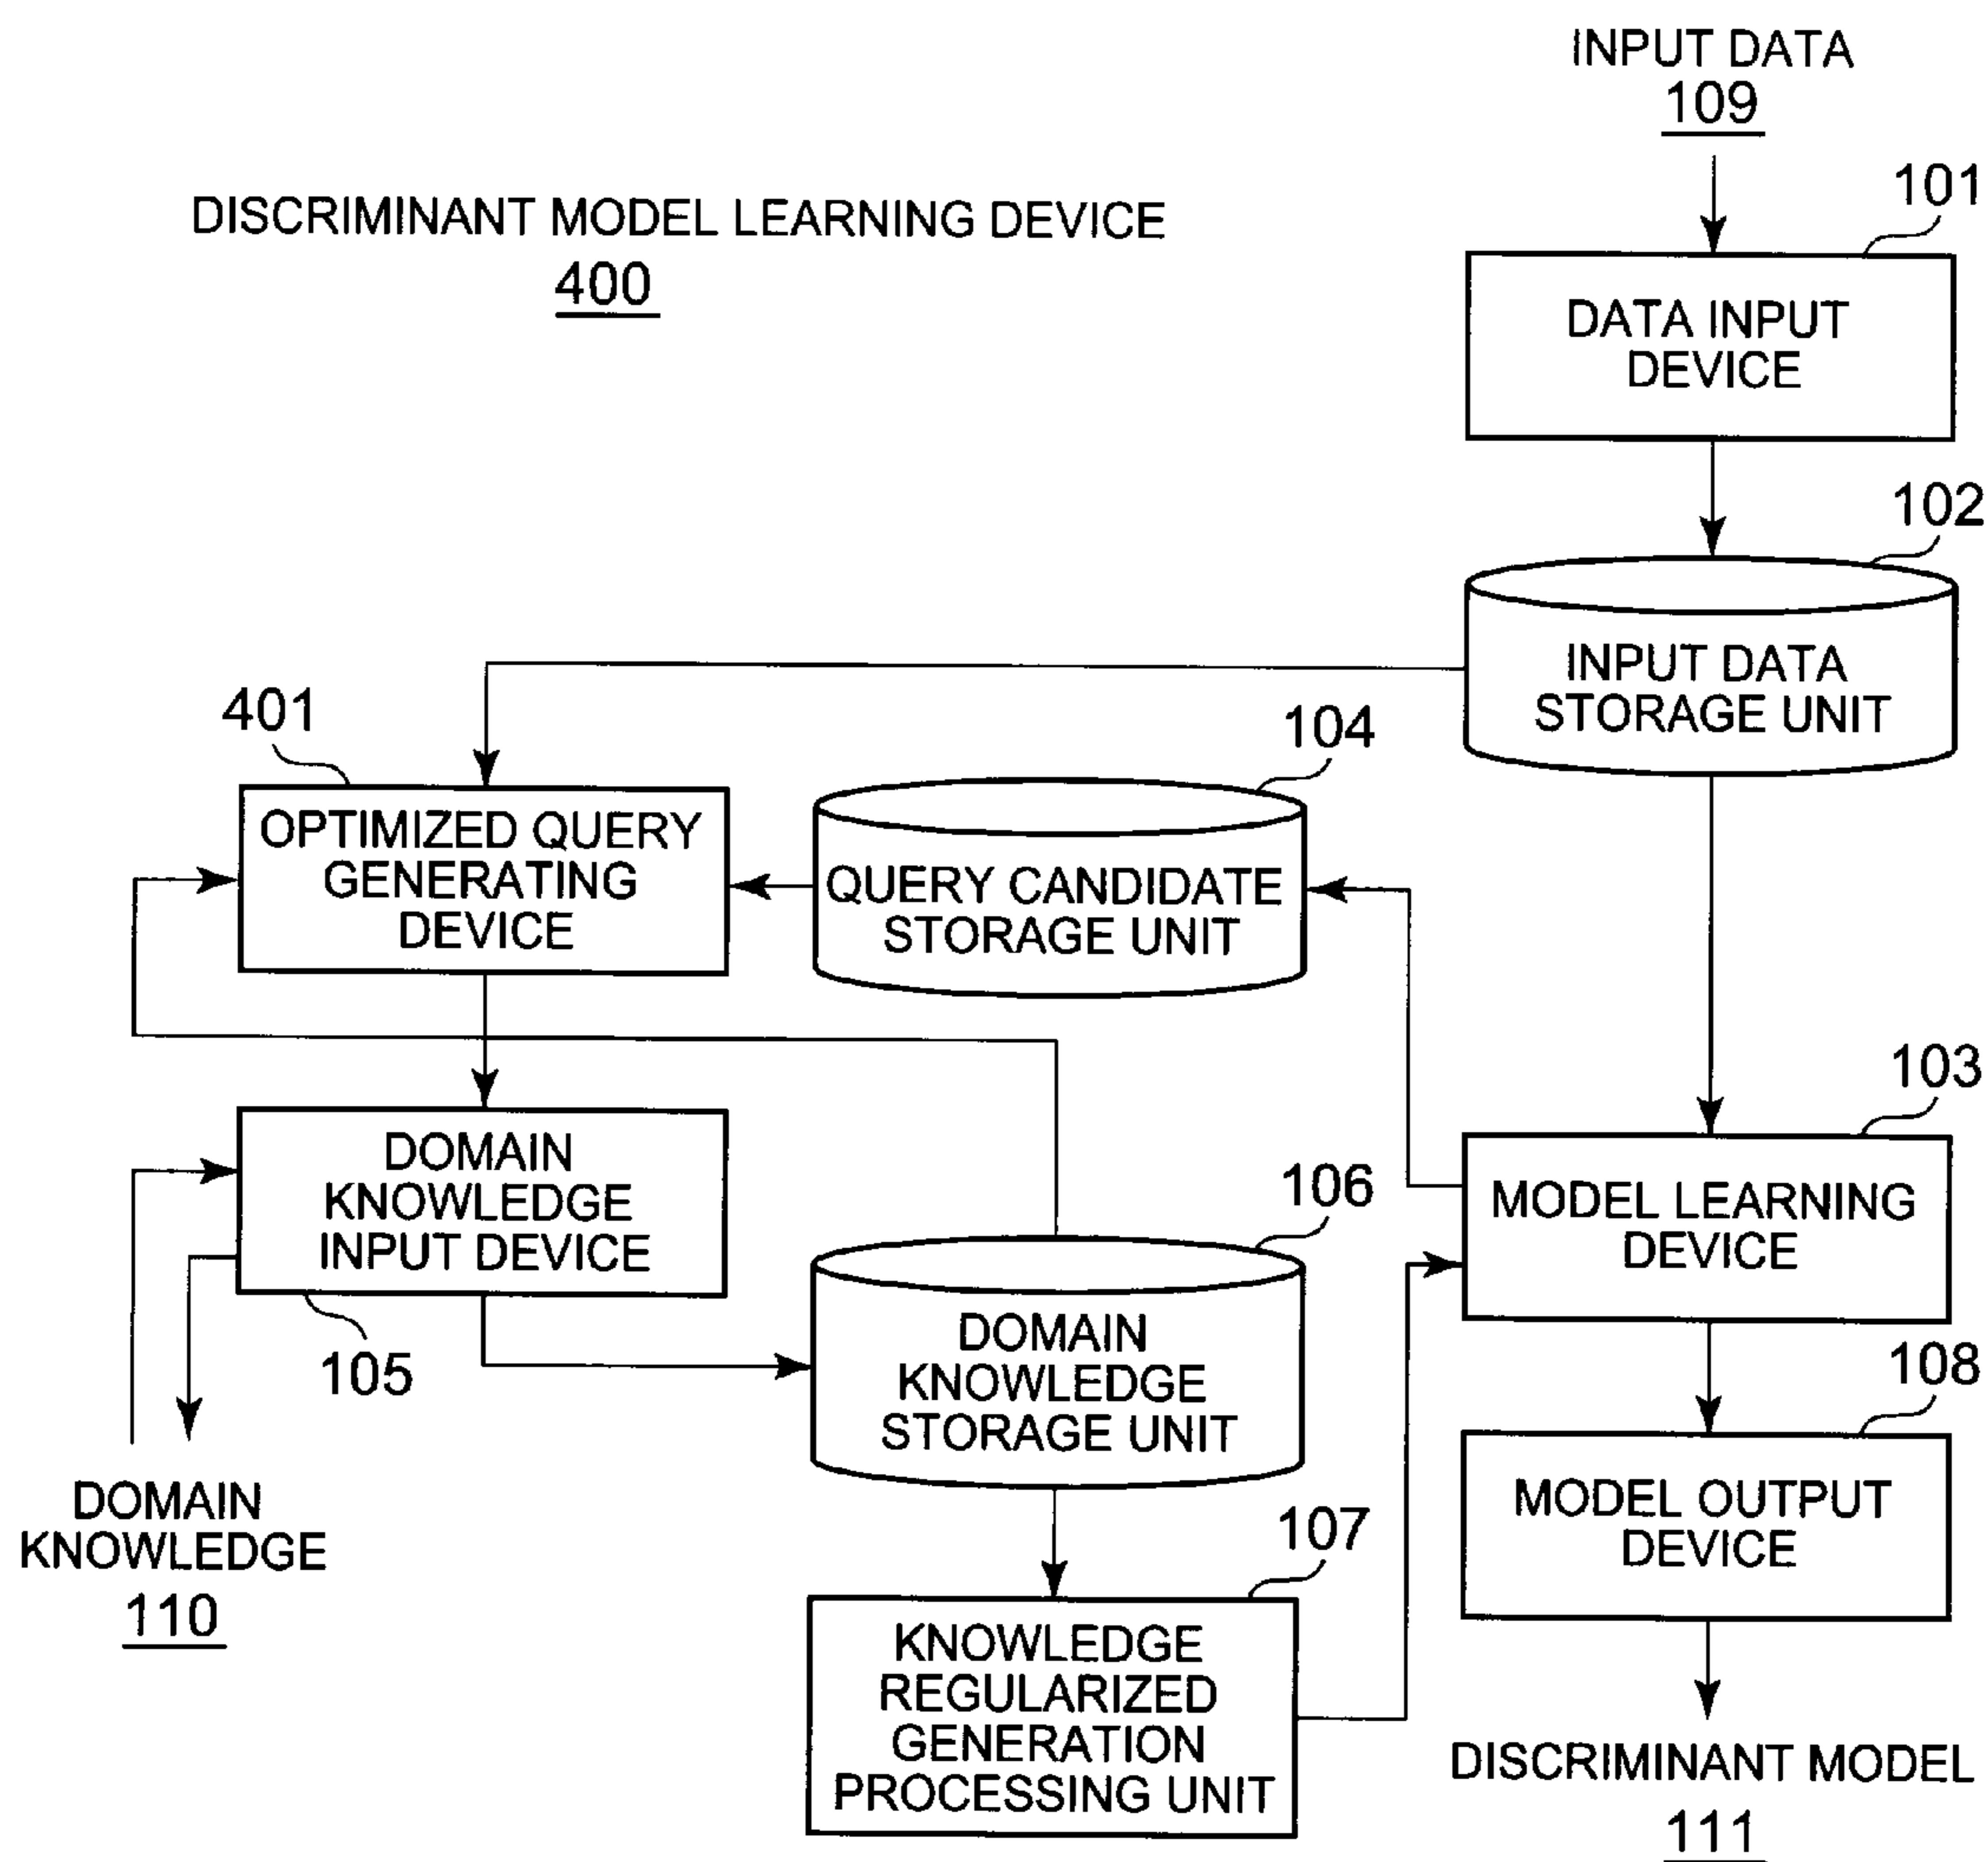 INPUT DATA
109
101
DISCRIMINANT MODEL LEARNING DEVICE
400
DATA INPUT
DEVICE
102
INPUT DATA
STORAGE UNIT
401
104
OPTIMIZED QUERY
GENERATING
DEVICE
QUERY CANDIDATE
STORAGE UNIT
103
DOMAIN
KNOWLEDGE
INPUT DEVICE
105
106
MODEL LEARNING
DEVICE
DOMAIN
KNOWLEDGE
STORAGE UNIT
108
MODEL OUTPUT
DEVICE
DOMAIN
KNOWLEDGE
110
107
KNOWLEDGE
REGULARIZED
GENERATION
PROCESSING UNIT
DISCRIMINANT MODEL
111